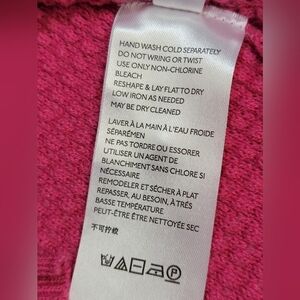 HAND WASH COLD SEPARATELY
DO NOT WRING OR TWIST
USE ONLY NON-CHLORINE
BLEACH
RESHAPE & LAY FLAT TO DRY
LOW IRON AS NEEDED
MAY BE DRY CLEANED
LAVER À LA MAIN À L'EAU FROIDE
SÉPARÉMEN
NE PAS TORDRE OU ESSORER
UTILISER UN AGENT DE
BLANCHIMENT SANS CHLORE SI
NÉCESSAIRE
REMODELER ET SÉCHER À PLAT
REPASSER, AU BESOIN, À TRÈS
BASSE TEMPÉRATURE
PEUT-ÊTRE ÊTRE NETTOYÉE SEC
不可拧绞